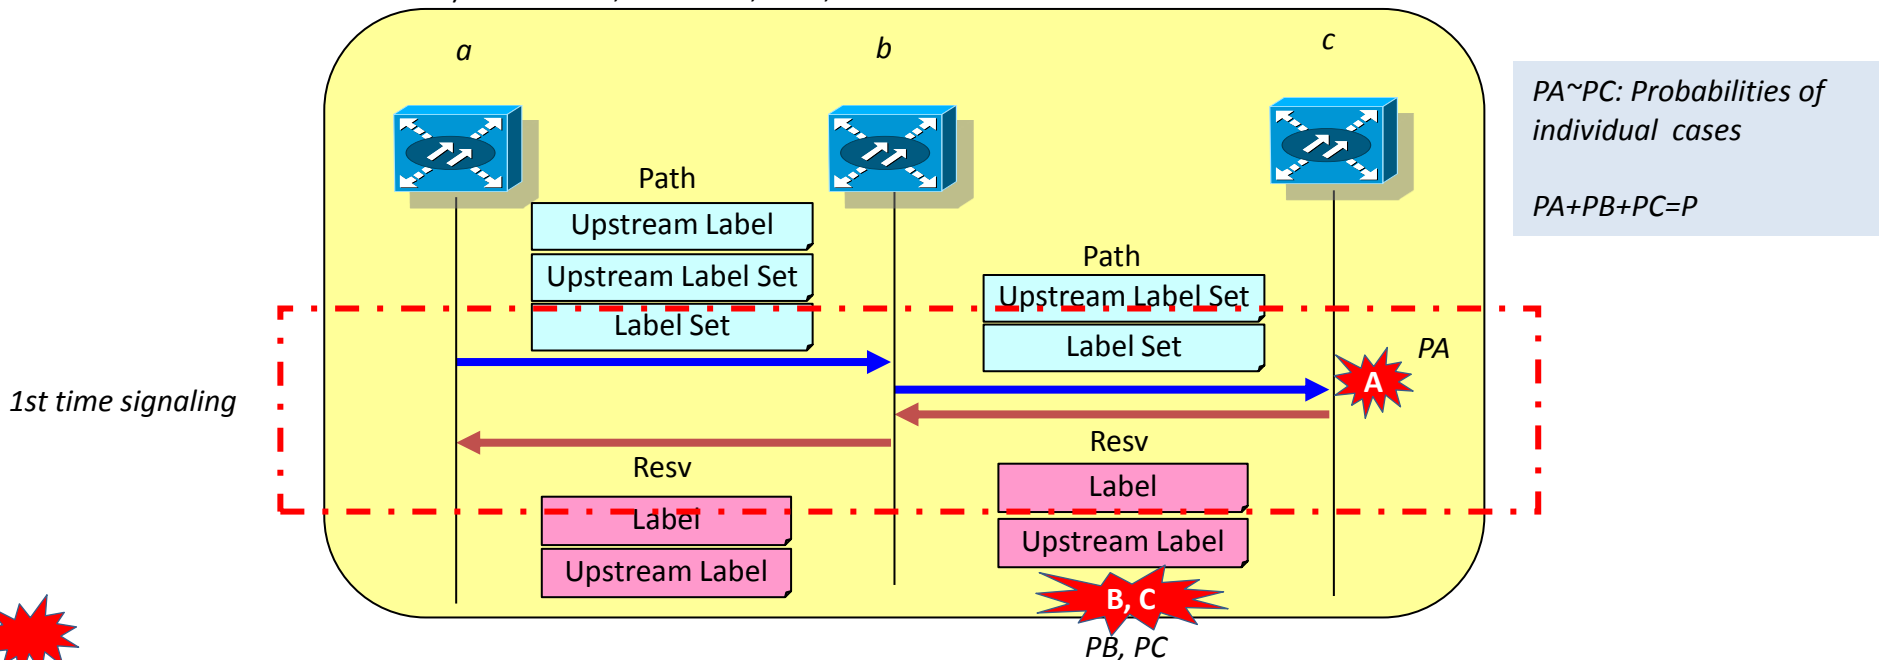 a
b
c
PA~PC: Probabilities of
individual cases
PA+PB+PC=P
Path
Upstream Label
Upstream Label Set
Label Set
Path
Upstream Label Set
Label Set
PA
A
1st time signaling
Resv
Label
Upstream Label
Resv
Label
Upstream Label
B, C
PB, PC